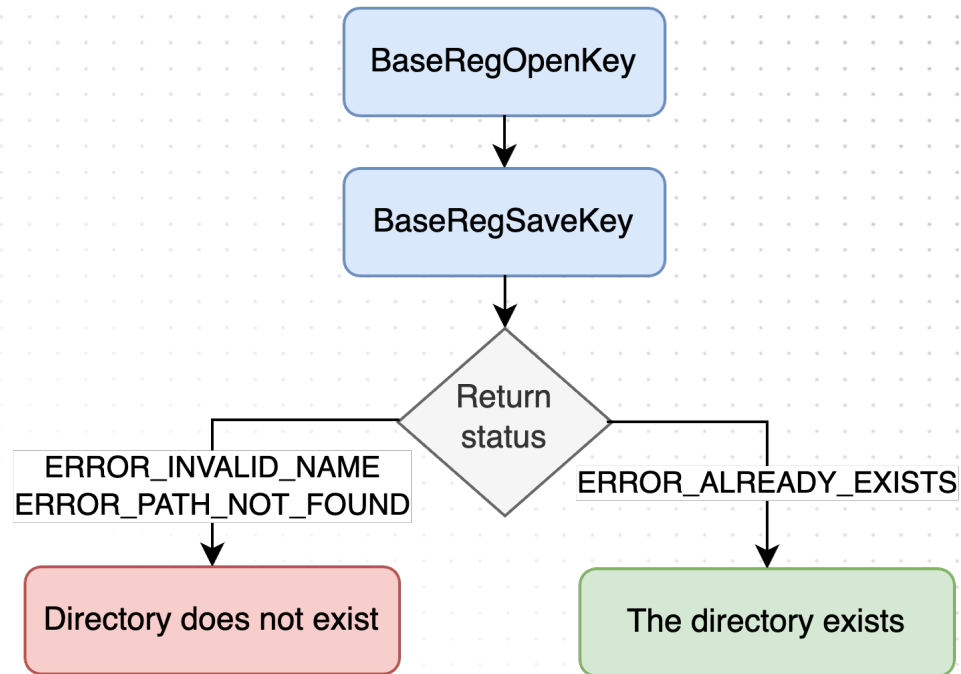 BaseRegOpenKey
BaseRegSaveKey
Return
status
ERROR_INVALID_NAME
ERROR_PATH_NOT_FOUND
ERROR_ALREADY_EXISTS
Directory does not exist
The directory exists